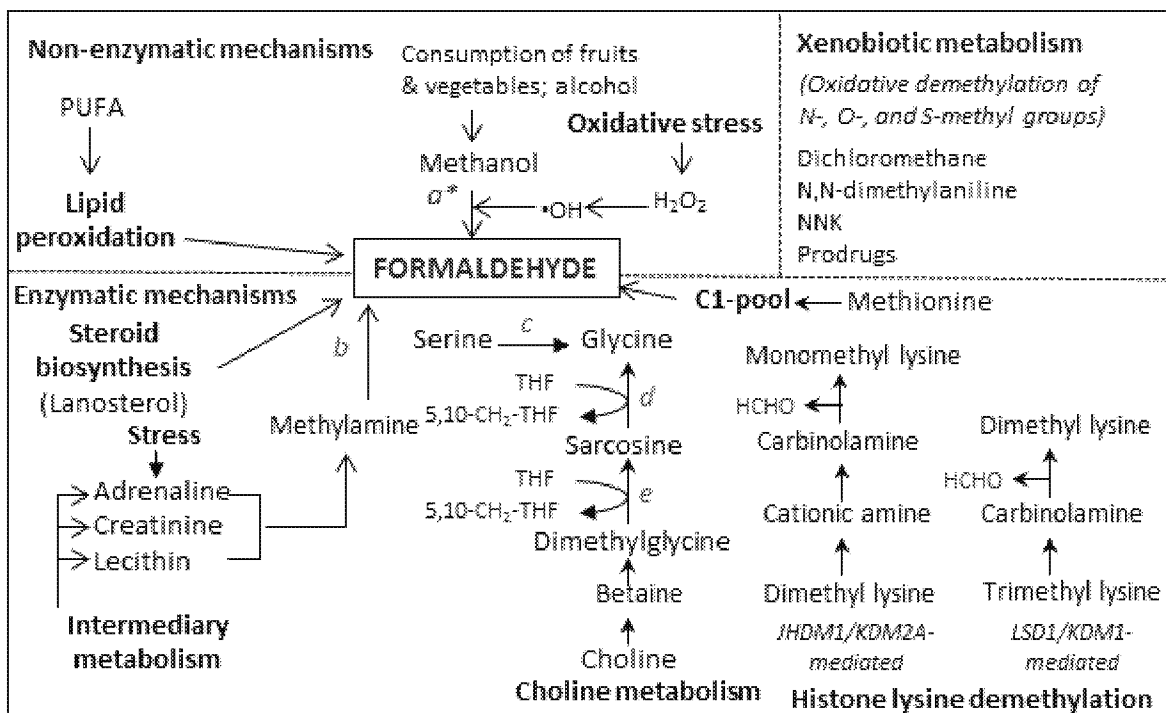 Non-enzymatic mechanisms
PUFA
Lipid
peroxidation
Consumption of fruits
& vegetables; alcohol
Oxidative stress
Methanol
a*
•OH
H₂O₂
FORMALDEHYDE
Xenobiotic metabolism
(Oxidative demethylation of
N-, O-, and S-methyl groups)
Dichloromethane
N,N-dimethylaniline
NNK
Prodrugs
Enzymatic mechanisms
Steroid
biosynthesis
(Lanosterol)
Stress
Adrenaline
Creatinine
Lecithin
Intermediary
metabolism
b
Methylamine
C1-pool
Methionine
Serine
c
Glycine
THF
5,10-CH₂-THF
d
Sarcosine
THF
5,10-CH₂-THF
e
Dimethylglycine
Betaine
Choline
Choline metabolism
Monomethyl lysine
HCHO
Carbinolamine
Cationic amine
Dimethyl lysine
JHDM1/KDM2A-
mediated
Dimethyl lysine
HCHO
Carbinolamine
Trimethyl lysine
LSD1/KDM1-
mediated
Histone lysine demethylation